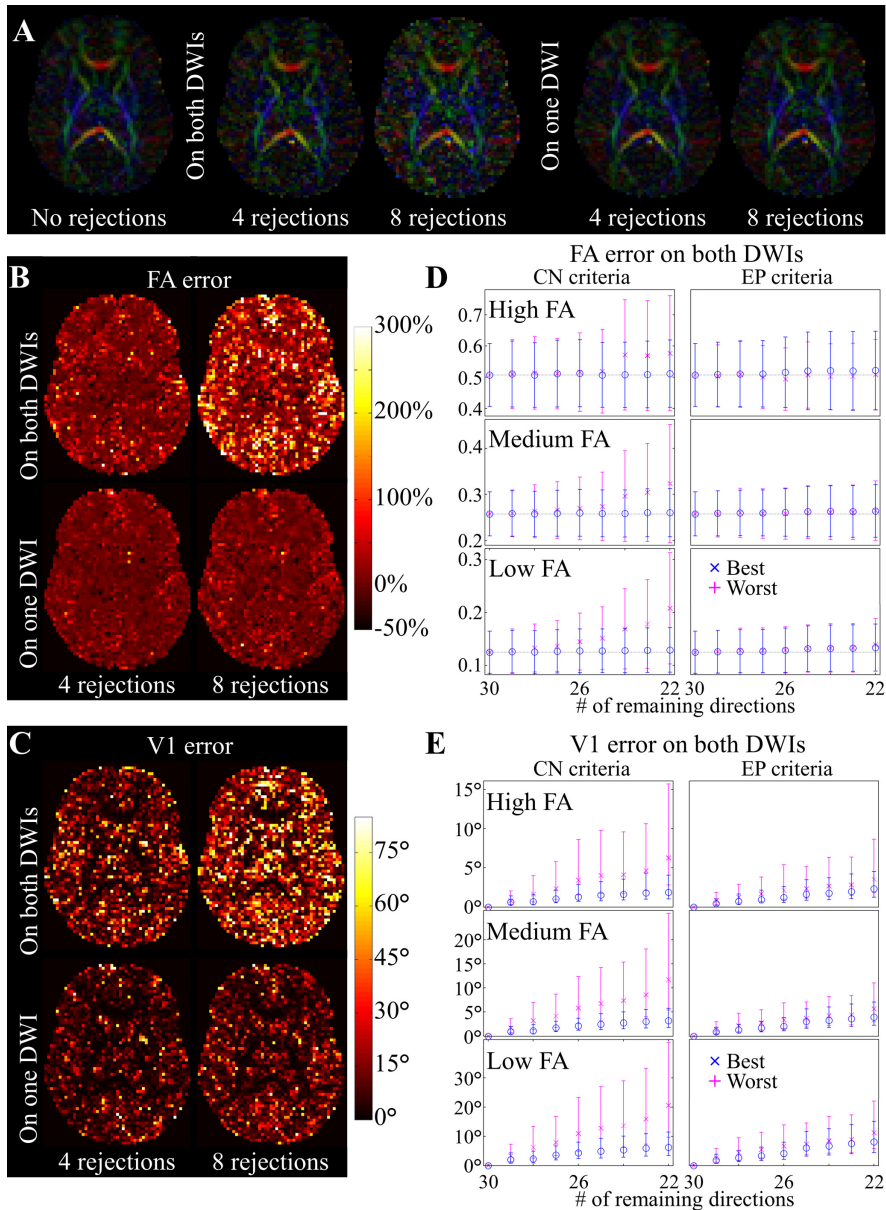 A
On both DWIs
On one DWI
No rejections
4 rejections
8 rejections
4 rejections
8 rejections
B
FA error
On both DWIs
On one DWI
300%
200%
100%
0%
-50%
4 rejections
8 rejections
D
FA error on both DWIs
CN criteria
EP criteria
High FA
0.7
0.6
0.5
0.4
Medium FA
0.4
0.3
0.2
Low FA
0.3
0.2
0.1
× Best
+ Worst
30
26
22
30
26
22
# of remaining directions
C
V1 error
On both DWIs
On one DWI
75°
60°
45°
30°
15°
0°
4 rejections
8 rejections
E
V1 error on both DWIs
CN criteria
EP criteria
High FA
15°
10°
5°
0°
Medium FA
20°
15°
10°
5°
0°
Low FA
30°
20°
10°
0°
× Best
+ Worst
30
26
22
30
26
22
# of remaining directions